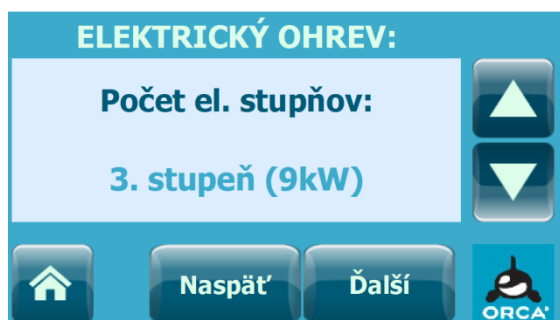 ELEKTRICKÝ OHREV:
Počet el. stupňov:
3. stupeň (9kW)
Naspäť
Ďalší
ORCA